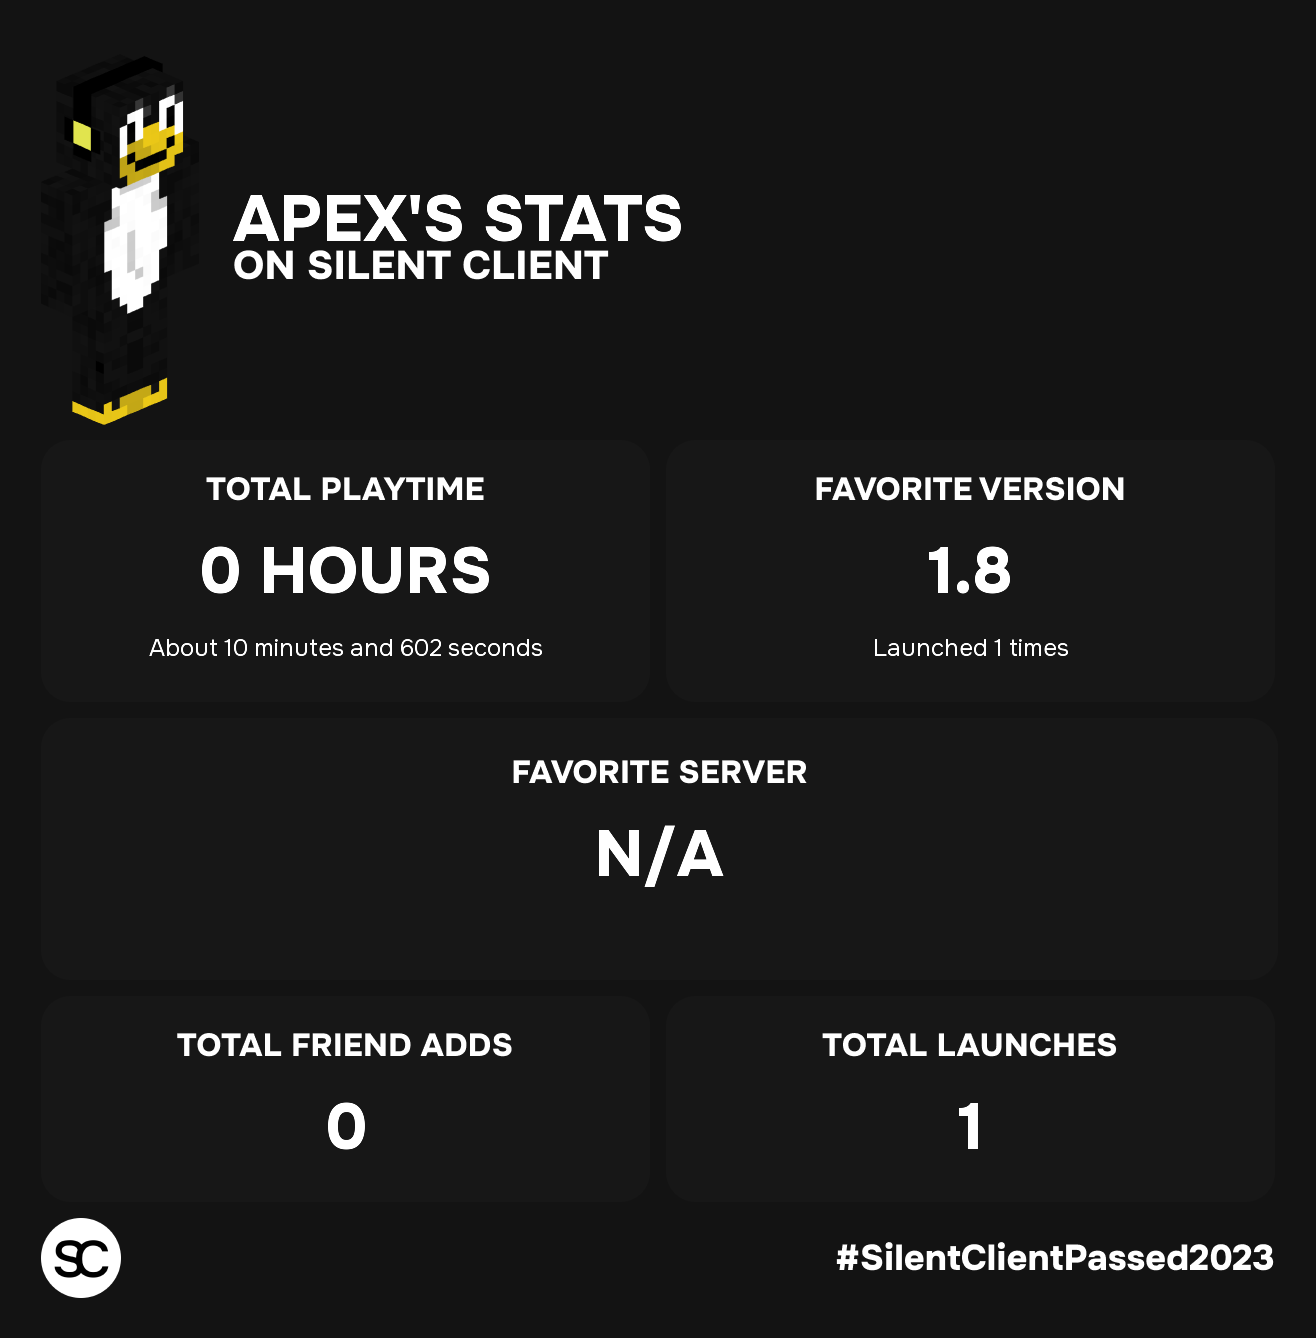 APEX'S STATS
ON SILENT CLIENT
TOTAL PLAYTIME
0 HOURS
About 10 minutes and 602 seconds
FAVORITE VERSION
1.8
Launched 1 times
FAVORITE SERVER
N/A
TOTAL FRIEND ADDS
0
TOTAL LAUNCHES
1
SC
#SilentClientPassed2023